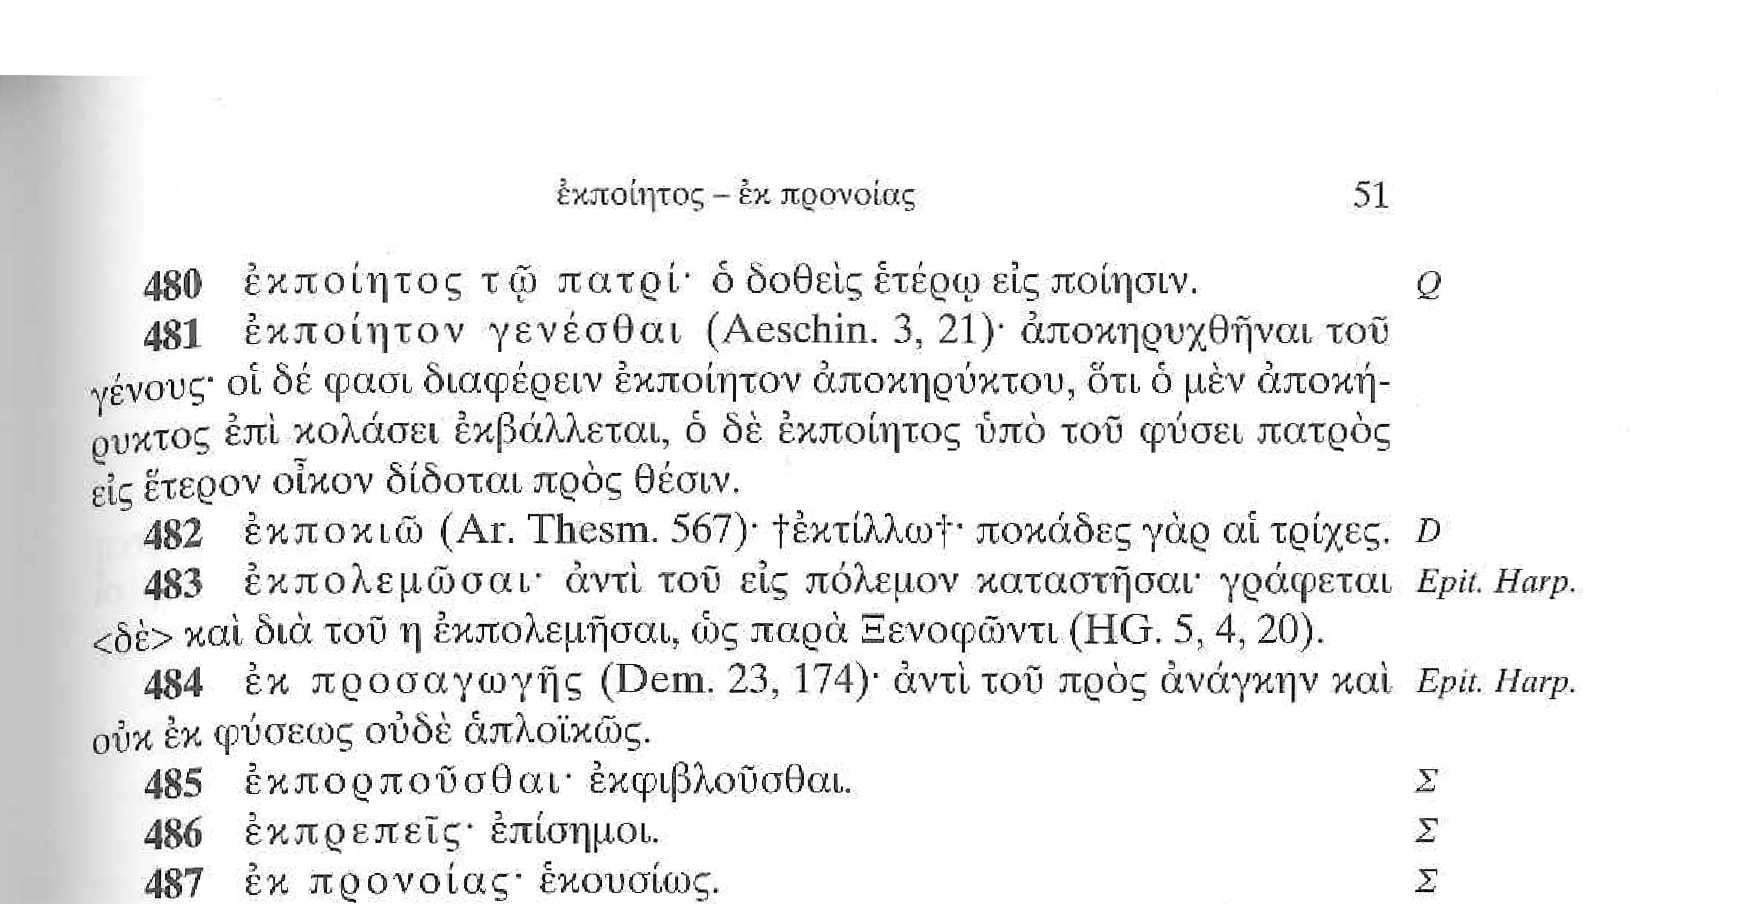 ἐκποίητος – ἐκ προνοίας 51
480 ἐκποίητος τῷ πατρί· ὁ δοθεὶς ἑτέρῳ εἰς ποίησιν. Q
481 ἐκποίητον γενέσθαι (Aeschin. 3, 21)· ἀποκηρυχθῆναι τοῦ
γένους· οἱ δέ φασι διαφέρειν ἐκποίητον ἀποκηρύκτου, ὅτι ὁ μὲν ἀποκή-
ρυκτος ἐπὶ κολάσει ἐκβάλλεται, ὁ δὲ ἐκποίητος ὑπὸ τοῦ φύσει πατρὸς
εἰς ἕτερον οἶκον δίδοται πρὸς θέσιν.
482 ἐκποκιῶ (Ar. Thesm. 567)· †ἐκτίλλω†· ποκάδες γὰρ αἱ τρίχες. D
483 ἐκπολεμῶσαι· ἀντὶ τοῦ εἰς πόλεμον καταστῆσαι· γράφεται Epit. Harp.
<δὲ> καὶ διὰ τοῦ η ἐκπολεμῆσαι, ὡς παρὰ Ξενοφῶντι (HG. 5, 4, 20).
484 ἐκ προσαγωγῆς (Dem. 23, 174)· ἀντὶ τοῦ πρὸς ἀνάγκην καὶ Epit. Harp.
οὐκ ἐκ φύσεως οὐδὲ ἁπλοϊκῶς.
485 ἐκπορποῦσθαι· ἐκφιβλοῦσθαι. Σ
486 ἐκπρεπεῖς· ἐπίσημοι. Σ
487 ἐκ προνοίας· ἑκουσίως. Σ